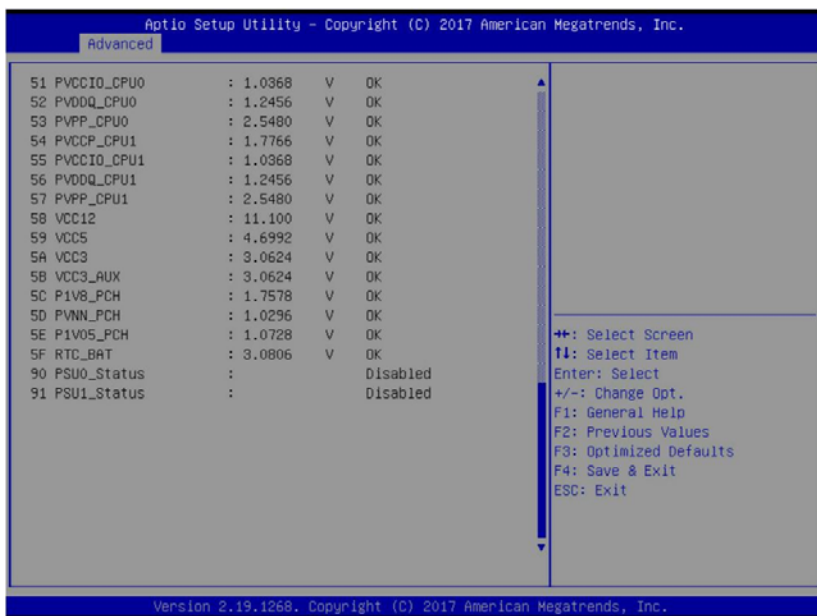 Aptio Setup Utility – Copyright (C) 2017 American Megatrends, Inc.
Advanced
51 PVCCIO_CPU0 : 1.0368 V OK
52 PVDDQ_CPU0 : 1.2456 V OK
53 PVPP_CPU0 : 2.5480 V OK
54 PVCCP_CPU1 : 1.7766 V OK
55 PVCCIO_CPU1 : 1.0368 V OK
56 PVDDQ_CPU1 : 1.2456 V OK
57 PVPP_CPU1 : 2.5480 V OK
58 VCC12 : 11.100 V OK
59 VCC5 : 4.6992 V OK
5A VCC3 : 3.0624 V OK
5B VCC3_AUX : 3.0624 V OK
5C P1V8_PCH : 1.7578 V OK
5D PVNN_PCH : 1.0296 V OK
5E P1V05_PCH : 1.0728 V OK
5F RTC_BAT : 3.0806 V OK
90 PSU0_Status : Disabled
91 PSU1_Status : Disabled
→←: Select Screen
↑↓: Select Item
Enter: Select
+/-: Change Opt.
F1: General Help
F2: Previous Values
F3: Optimized Defaults
F4: Save & Exit
ESC: Exit
Version 2.19.1268. Copyright (C) 2017 American Megatrends, Inc.